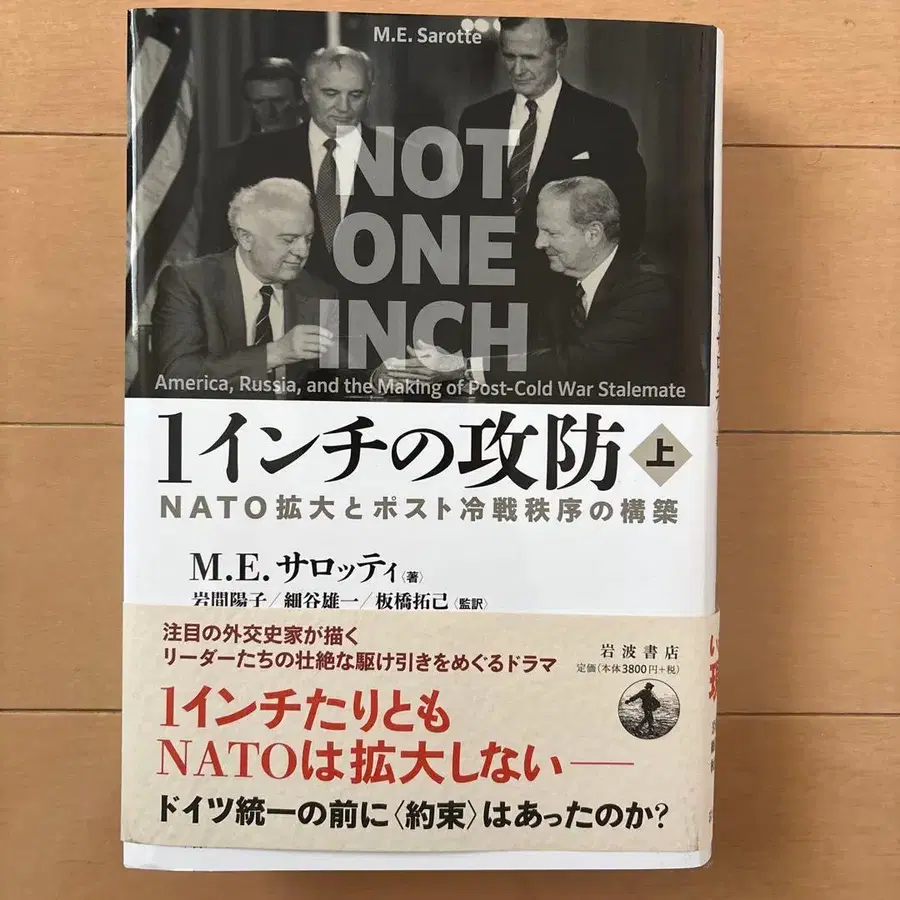 M.E. Sarotte
NOT
ONE
INCH
America, Russia, and the Making of Post-Cold War Stalemate
1インチの攻防 上
NATO拡大とポスト冷戦秩序の構築
M.E.サロッティ〈著〉
岩間陽子/細谷雄一/板橋拓己〈監訳〉
注目の外交史家が描く
リーダーたちの壮絶な駆け引きをめぐるドラマ
岩波書店
定価(本体3800円+税)
1インチたりとも
NATOは拡大しない――
ドイツ統一の前に〈約束〉はあったのか?